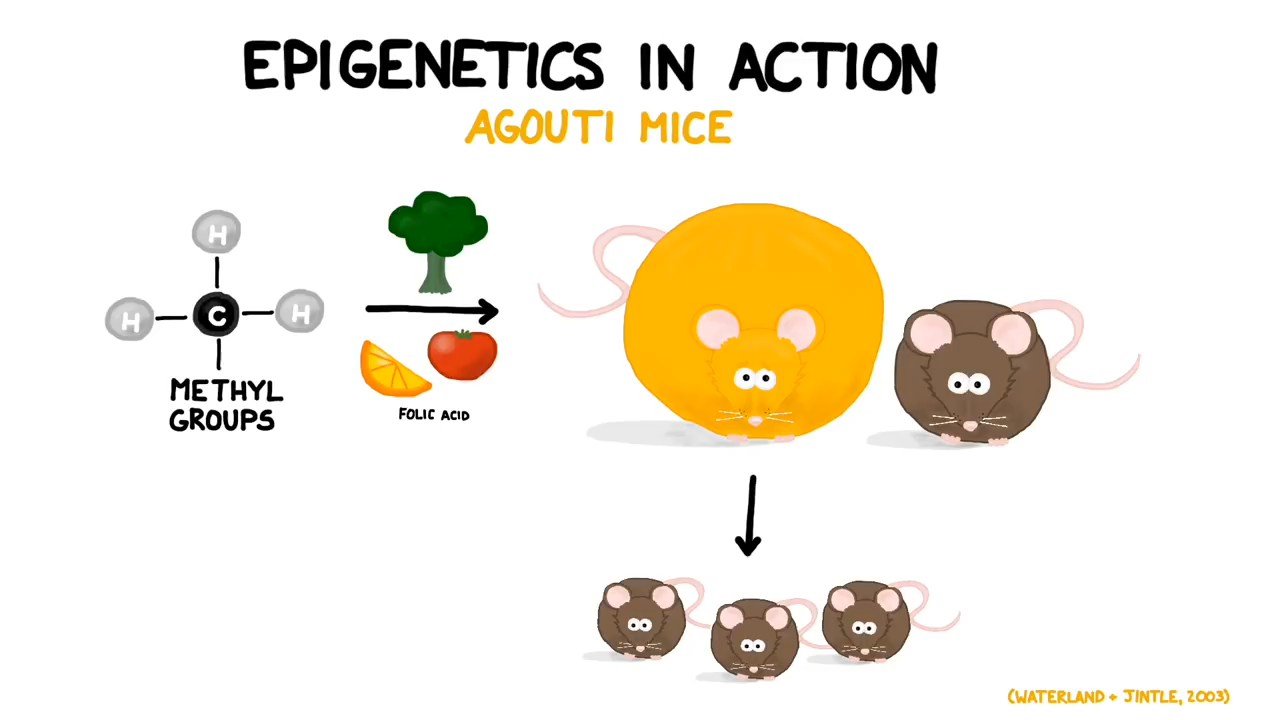 EPIGENETICS IN ACTION
AGOUTI MICE
H
H
C
H
METHYL
GROUPS
FOLIC ACID
(WATERLAND + JINTLE, 2003)